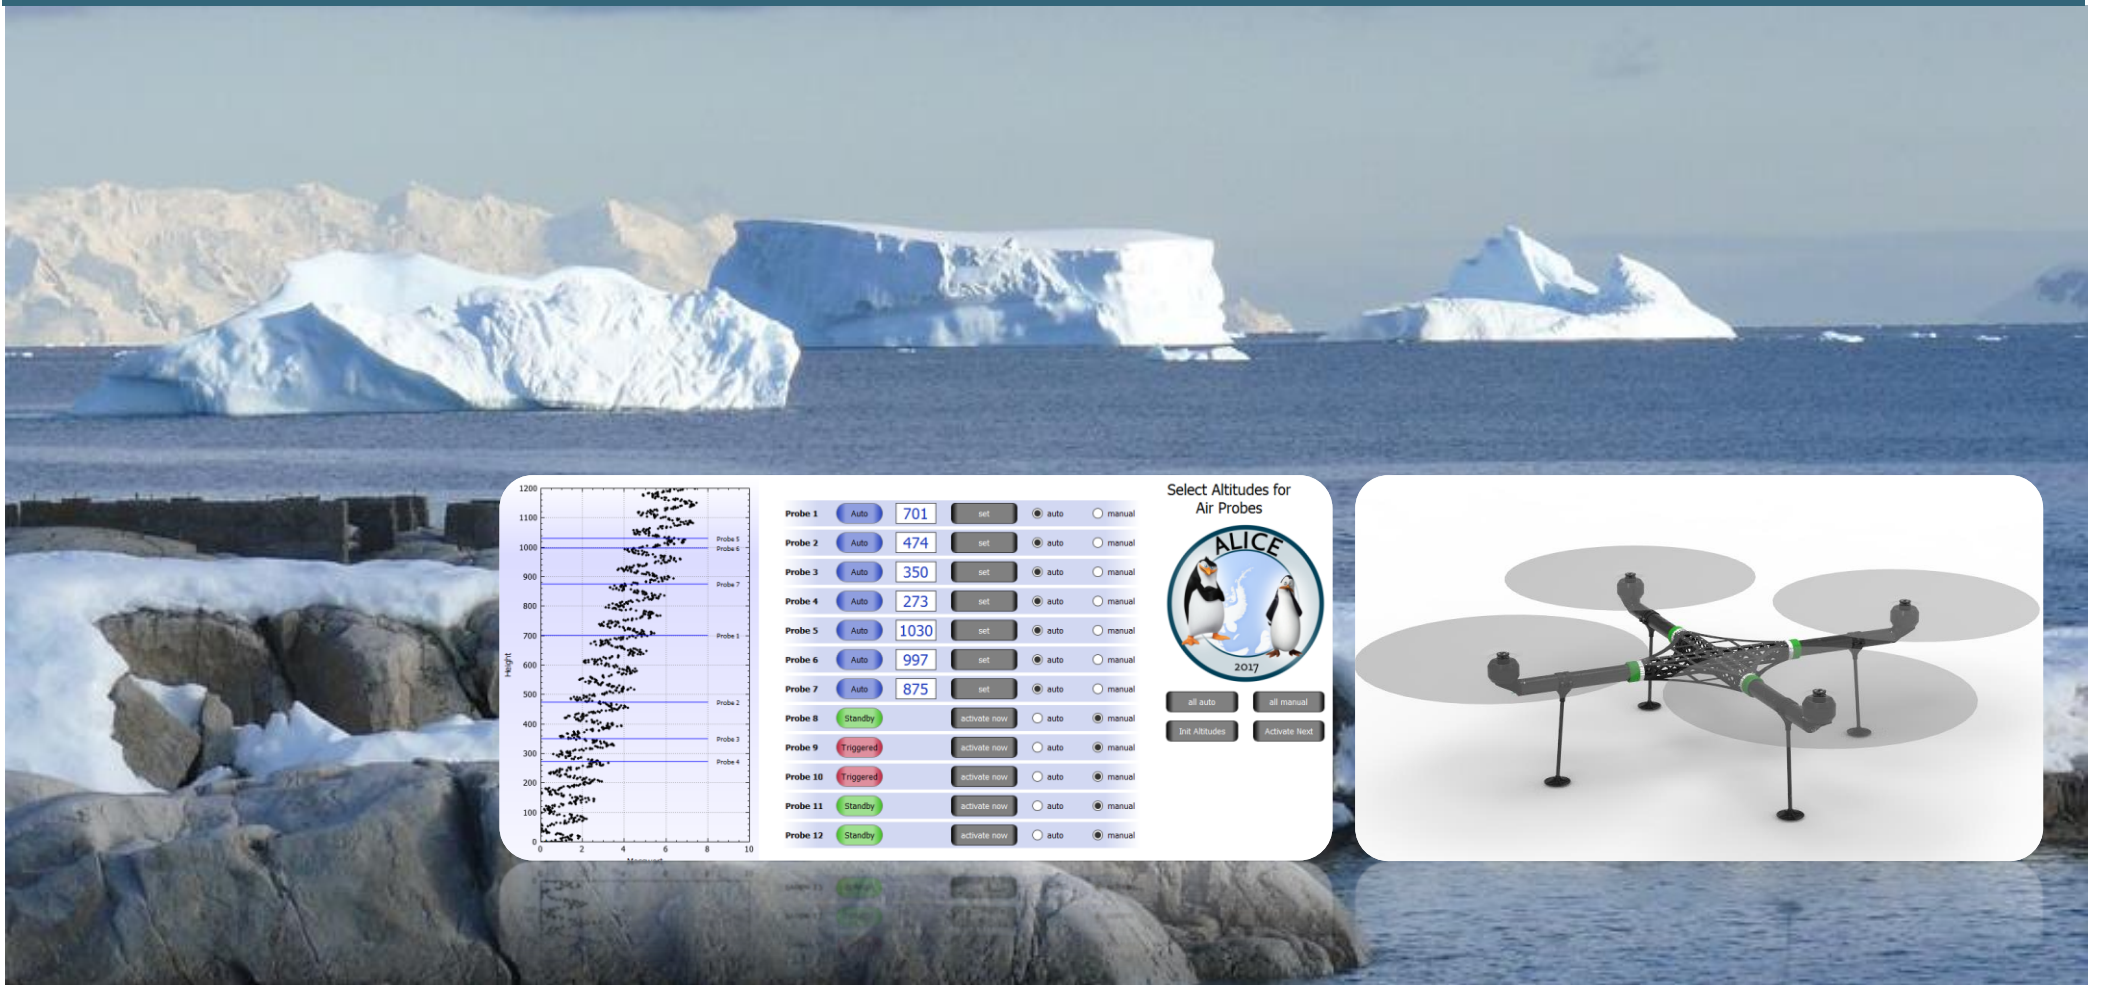 1200
1100
1000
900
800
700
600
500
400
300
200
100
0
Height
0 2 4 6 8 10
Probe 5
Probe 6
Probe 7
Probe 1
Probe 2
Probe 3
Probe 4
Probe 1 Auto 701 set auto manual
Probe 2 Auto 474 set auto manual
Probe 3 Auto 350 set auto manual
Probe 4 Auto 273 set auto manual
Probe 5 Auto 1030 set auto manual
Probe 6 Auto 997 set auto manual
Probe 7 Auto 875 set auto manual
Probe 8 Standby activate now auto manual
Probe 9 Triggered activate now auto manual
Probe 10 Triggered activate now auto manual
Probe 11 Standby activate now auto manual
Probe 12 Standby activate now auto manual
Select Altitudes for
Air Probes
ALICE
2017
all auto all manual
Init Altitudes Activate Next